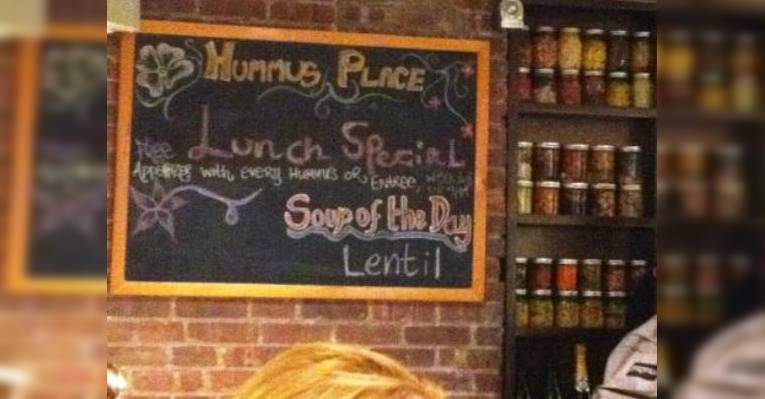 Hummus Place
Free Lunch Special
Appetizer with every Hummus or Entree,
Soup of the Day
Lentil